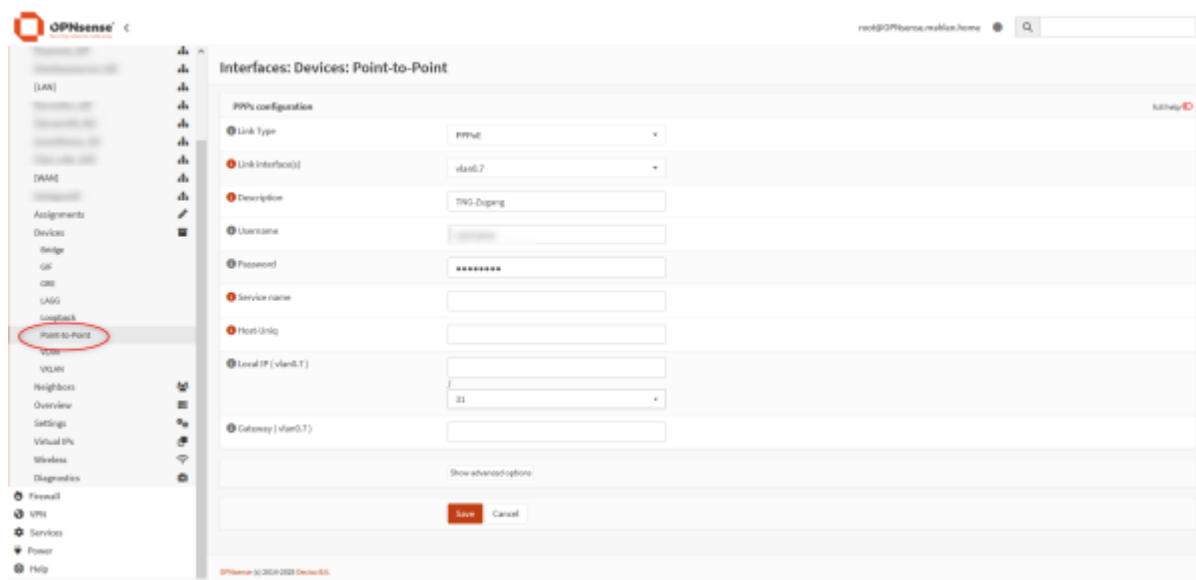 OPNsense
root@OPNsense.mahlan.home
[LAN]
[WAN]
Assignments
Devices
Bridge
GIF
GRE
LAGG
Loopback
Point-to-Point
VLAN
VXLAN
Neighbors
Overview
Settings
Virtual IPs
Wireless
Diagnostics
Firewall
VPN
Services
Power
Help
Interfaces: Devices: Point-to-Point
PPPs configuration
full help
Link Type
PPPoE
Link interface(s)
vlan0.7
Description
TNG-Zugang
Username
Password
••••••••
Service name
Host-Uniq
Local IP ( vlan0.7 )
/
31
Gateway ( vlan0.7 )
Show advanced options
Save
Cancel
OPNsense (c) 2014-2023 Deciso B.V.